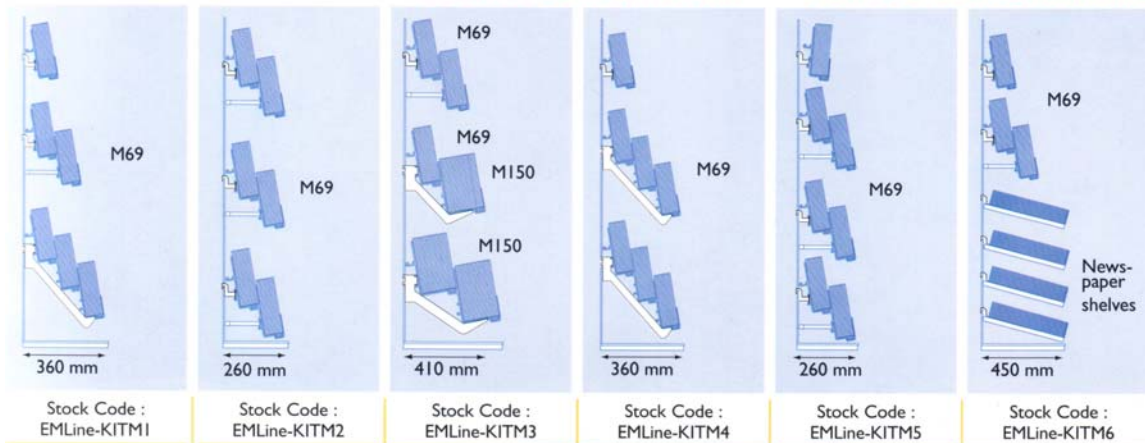 M69
360 mm
Stock Code :
EMLine-KITM1
M69
260 mm
Stock Code :
EMLine-KITM2
M69
M69
M150
M150
410 mm
Stock Code :
EMLine-KITM3
M69
360 mm
Stock Code :
EMLine-KITM4
M69
260 mm
Stock Code :
EMLine-KITM5
M69
News-
paper
shelves
450 mm
Stock Code :
EMLine-KITM6